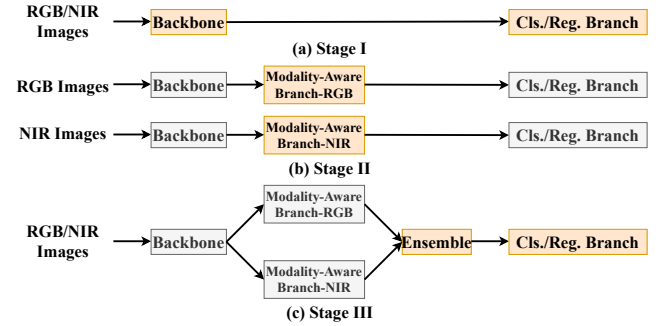 RGB/NIR
Images
Backbone
Cls./Reg. Branch
(a) Stage I
RGB Images
Backbone
Modality-Aware
Branch-RGB
Cls./Reg. Branch
NIR Images
Backbone
Modality-Aware
Branch-NIR
Cls./Reg. Branch
(b) Stage II
RGB/NIR
Images
Backbone
Modality-Aware
Branch-RGB
Modality-Aware
Branch-NIR
Ensemble
Cls./Reg. Branch
(c) Stage III